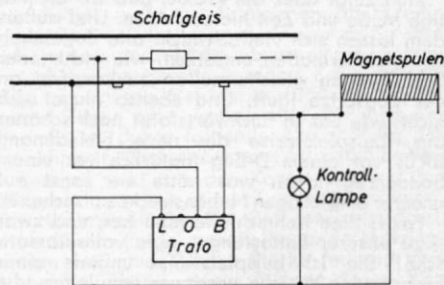 Schaltgleis
Magnetspulen
Kontroll-
Lampe
L O B
Trafo